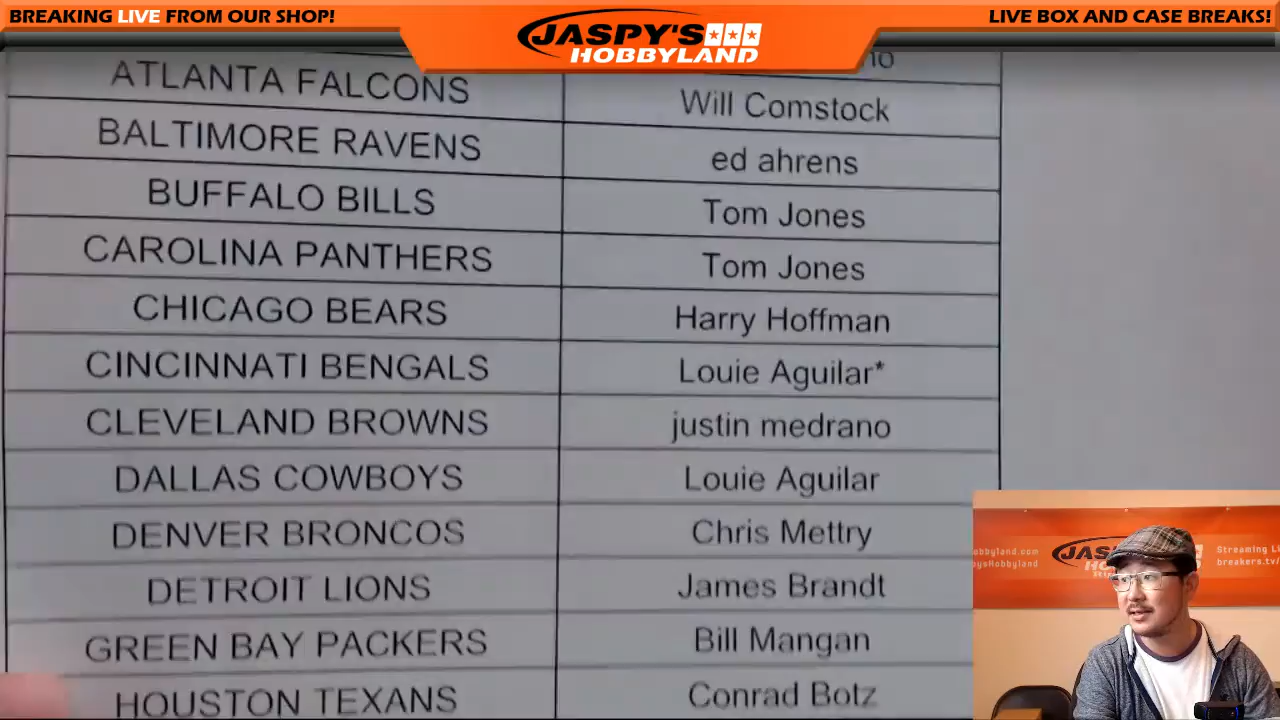 BREAKING LIVE FROM OUR SHOP!
JASPY'S
HOBBYLAND
LIVE BOX AND CASE BREAKS!
ATLANTA FALCONS Will Comstock
BALTIMORE RAVENS ed ahrens
BUFFALO BILLS Tom Jones
CAROLINA PANTHERS Tom Jones
CHICAGO BEARS Harry Hoffman
CINCINNATI BENGALS Louie Aguilar*
CLEVELAND BROWNS justin medrano
DALLAS COWBOYS Louie Aguilar
DENVER BRONCOS Chris Mettry
DETROIT LIONS James Brandt
GREEN BAY PACKERS Bill Mangan
HOUSTON TEXANS Conrad Botz
Streaming
breakers.tv/